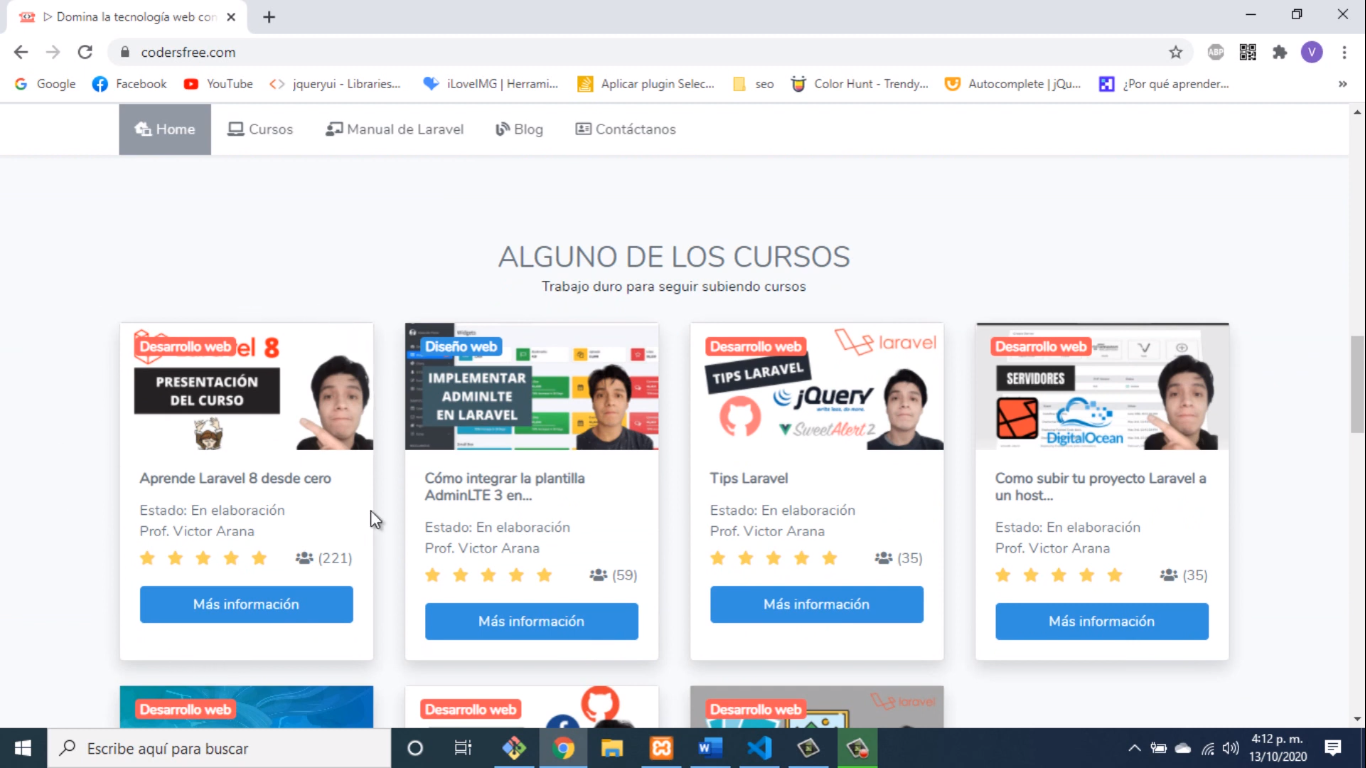 ▷ Domina la tecnología web con
codersfree.com
ABP
V
Google
Facebook
YouTube
jqueryui - Libraries...
iLoveIMG | Herrami...
Aplicar plugin Selec...
seo
Color Hunt - Trendy...
Autocomplete | jQu...
¿Por qué aprender...
Home
Cursos
Manual de Laravel
Blog
Contáctanos
ALGUNO DE LOS CURSOS
Trabajo duro para seguir subiendo cursos
Desarrollo web
el 8
PRESENTACIÓN
DEL CURSO
Aprende Laravel 8 desde cero
Estado: En elaboración
Prof. Victor Arana
(221)
Más información
Diseño web
IMPLEMENTAR
ADMINLTE
EN LARAVEL
Cómo integrar la plantilla
AdminLTE 3 en...
Estado: En elaboración
Prof. Victor Arana
(59)
Más información
Desarrollo web
laravel
TIPS LARAVEL
jQuery
write less, do more.
SweetAlert2
Tips Laravel
Estado: En elaboración
Prof. Victor Arana
(35)
Más información
Desarrollo web
SERVIDORES
DigitalOcean
Como subir tu proyecto Laravel a
un host...
Estado: En elaboración
Prof. Victor Arana
(35)
Más información
Desarrollo web
Desarrollo web
Desarrollo web
laravel
Escribe aquí para buscar
4:12 p. m.
13/10/2020